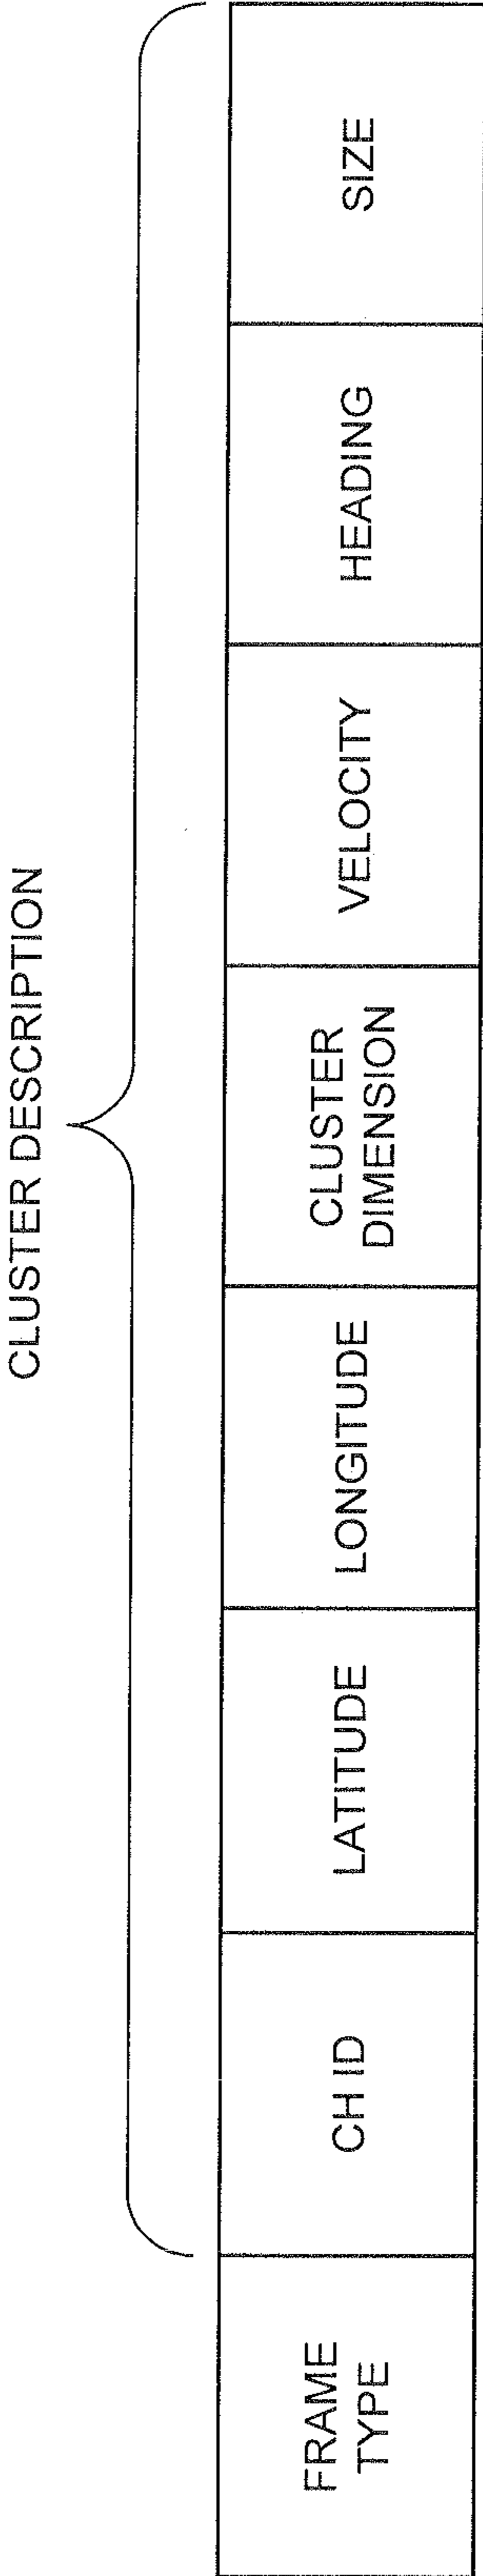 CLUSTER DESCRIPTION
FRAME
TYPE
CH ID
LATITUDE
LONGITUDE
CLUSTER
DIMENSION
VELOCITY
HEADING
SIZE